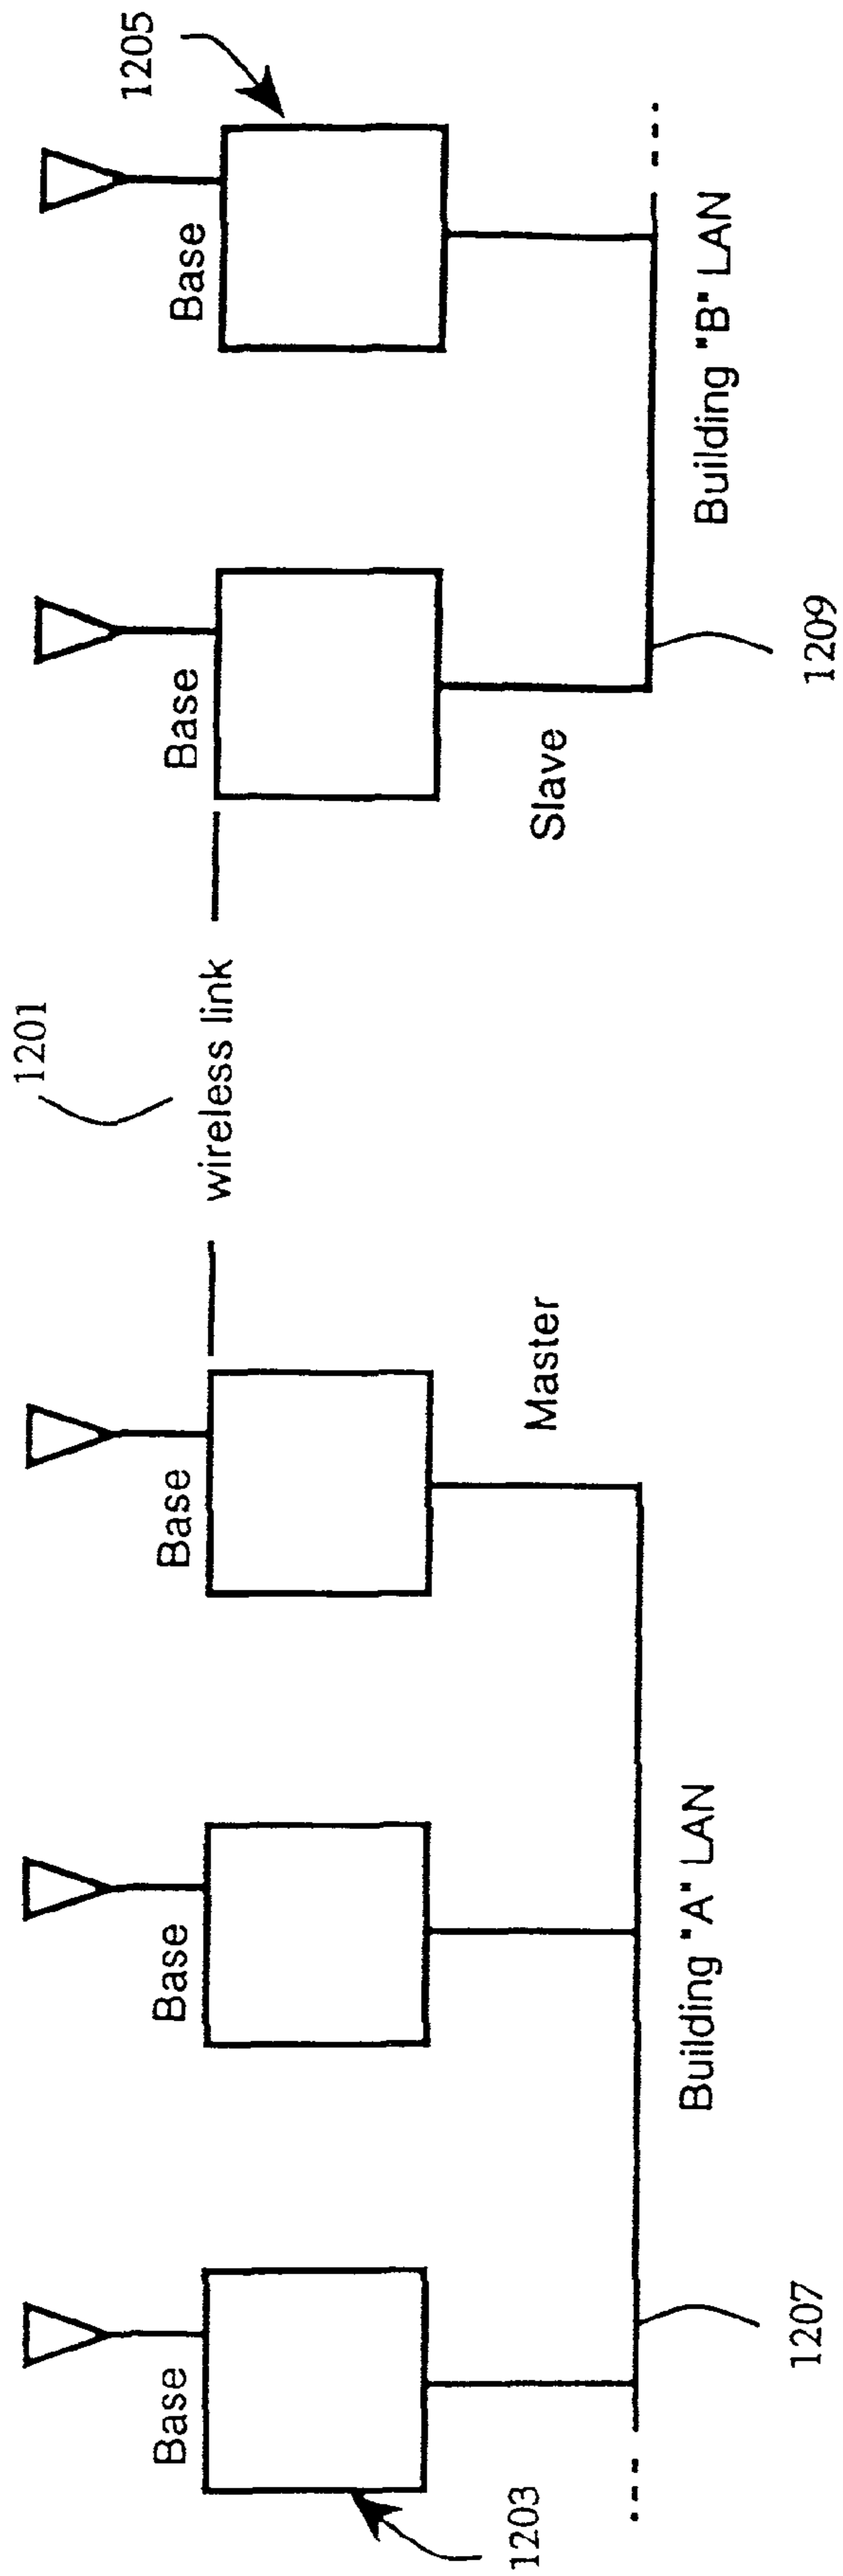 1201
1205
Base
Base
Base
wireless link
Base
Base
1203
Master
Slave
Building "A" LAN
Building "B" LAN
1207
1209